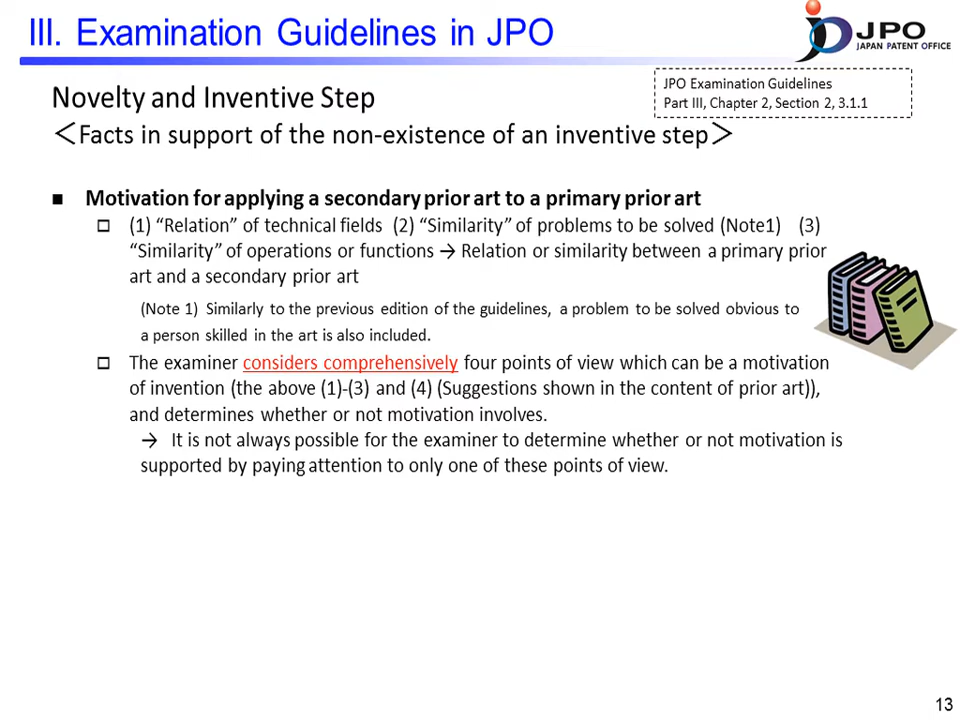 III. Examination Guidelines in JPO
JPO
JAPAN PATENT OFFICE
JPO Examination Guidelines
Part III, Chapter 2, Section 2, 3.1.1
Novelty and Inventive Step
＜Facts in support of the non-existence of an inventive step＞
■ Motivation for applying a secondary prior art to a primary prior art
□ (1) “Relation” of technical fields (2) “Similarity” of problems to be solved (Note1) (3)
“Similarity” of operations or functions → Relation or similarity between a primary prior
art and a secondary prior art
(Note 1) Similarly to the previous edition of the guidelines, a problem to be solved obvious to
a person skilled in the art is also included.
□ The examiner considers comprehensively four points of view which can be a motivation
of invention (the above (1)-(3) and (4) (Suggestions shown in the content of prior art)),
and determines whether or not motivation involves.
→ It is not always possible for the examiner to determine whether or not motivation is
supported by paying attention to only one of these points of view.
13